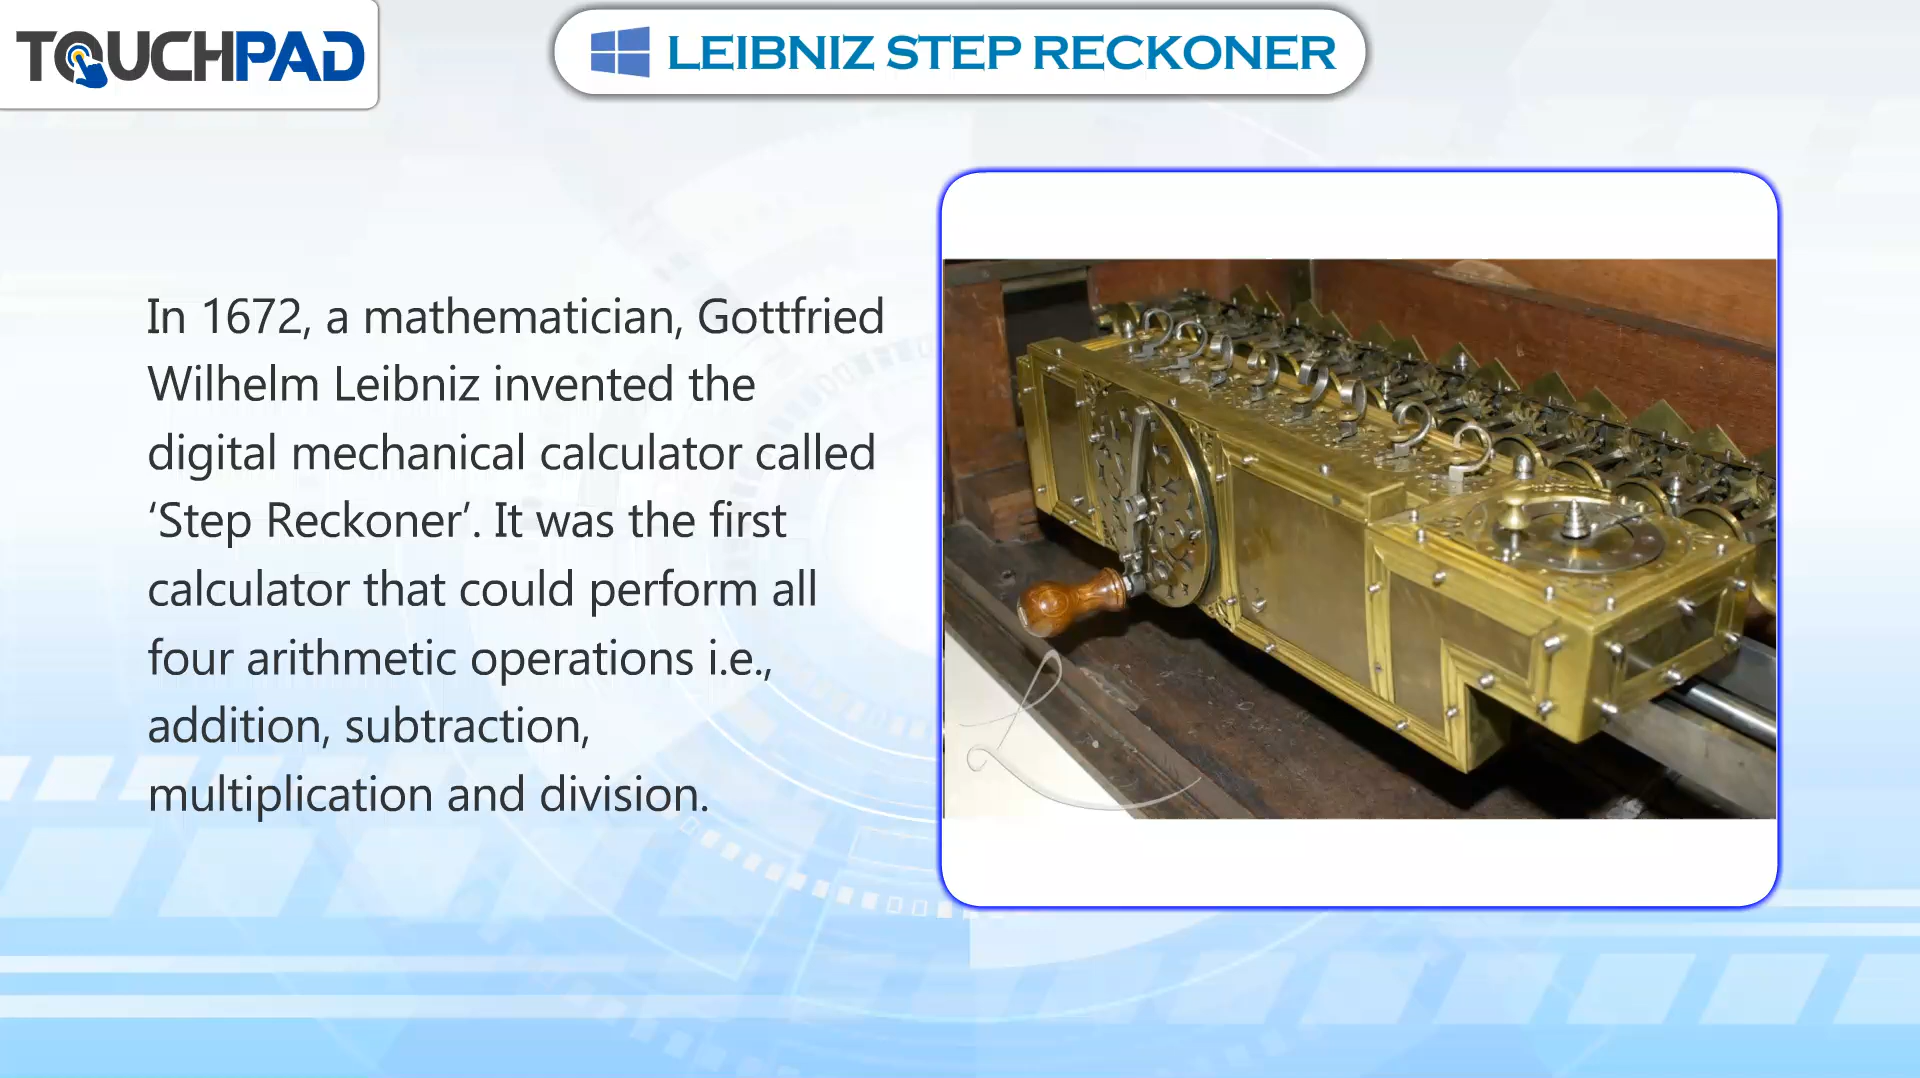 TOUCHPAD
LEIBNIZ STEP RECKONER
In 1672, a mathematician, Gottfried
Wilhelm Leibniz invented the
digital mechanical calculator called
‘Step Reckoner’. It was the first
calculator that could perform all
four arithmetic operations i.e.,
addition, subtraction,
multiplication and division.